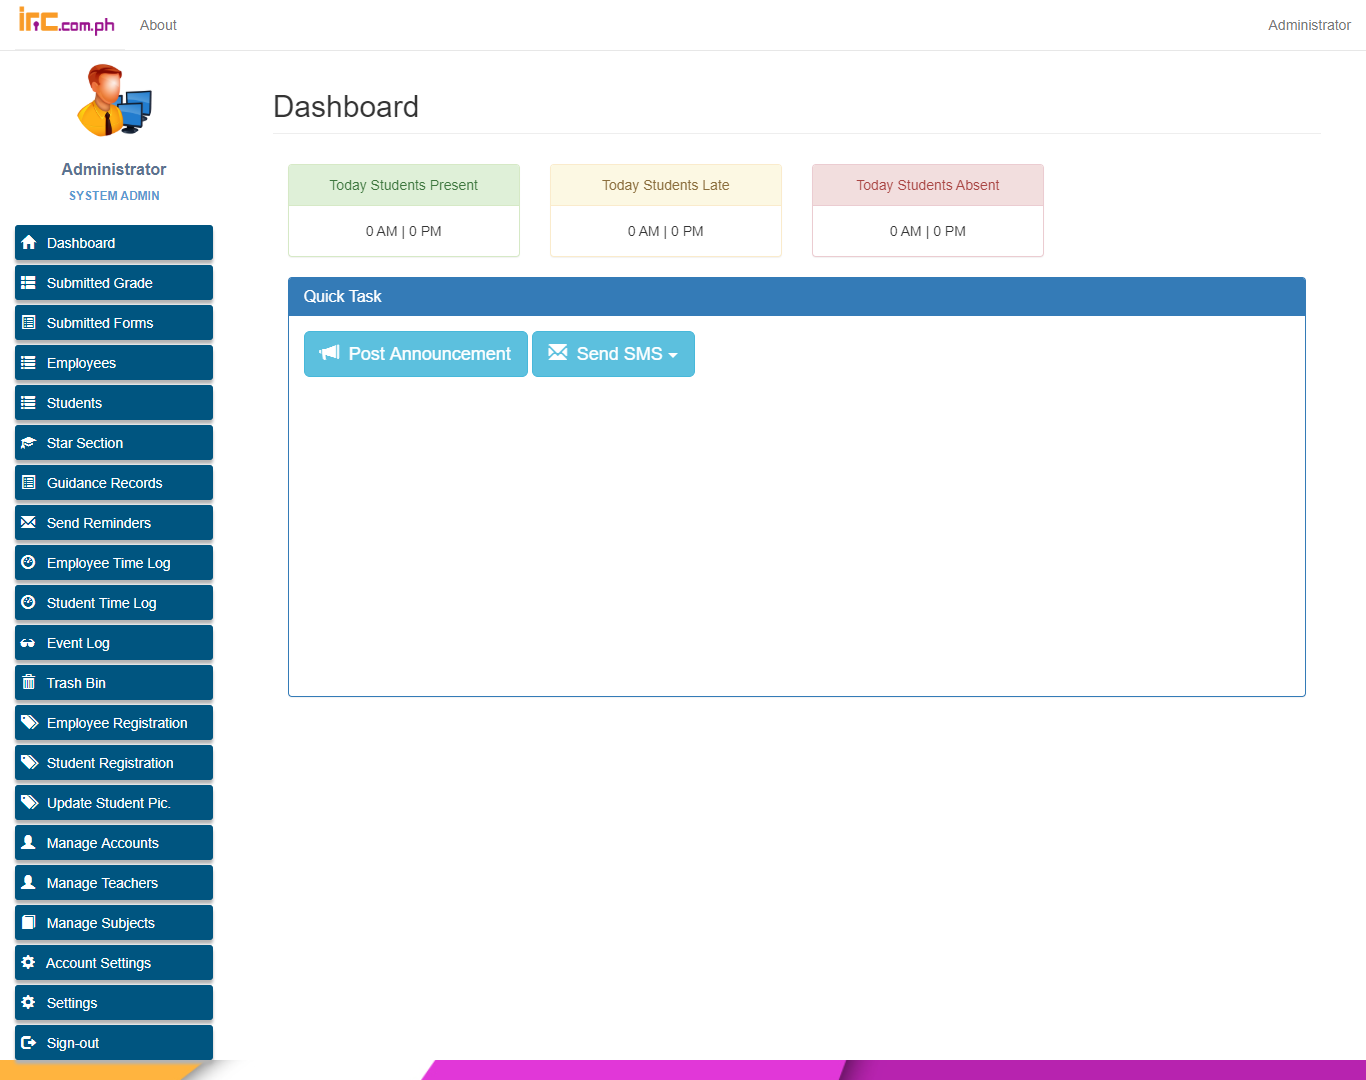 irc.com.ph About Administrator
Administrator
SYSTEM ADMIN
Dashboard
Submitted Grade
Submitted Forms
Employees
Students
Star Section
Guidance Records
Send Reminders
Employee Time Log
Student Time Log
Event Log
Trash Bin
Employee Registration
Student Registration
Update Student Pic.
Manage Accounts
Manage Teachers
Manage Subjects
Account Settings
Settings
Sign-out
Dashboard
Today Students Present
0 AM | 0 PM
Today Students Late
0 AM | 0 PM
Today Students Absent
0 AM | 0 PM
Quick Task
Post Announcement
Send SMS